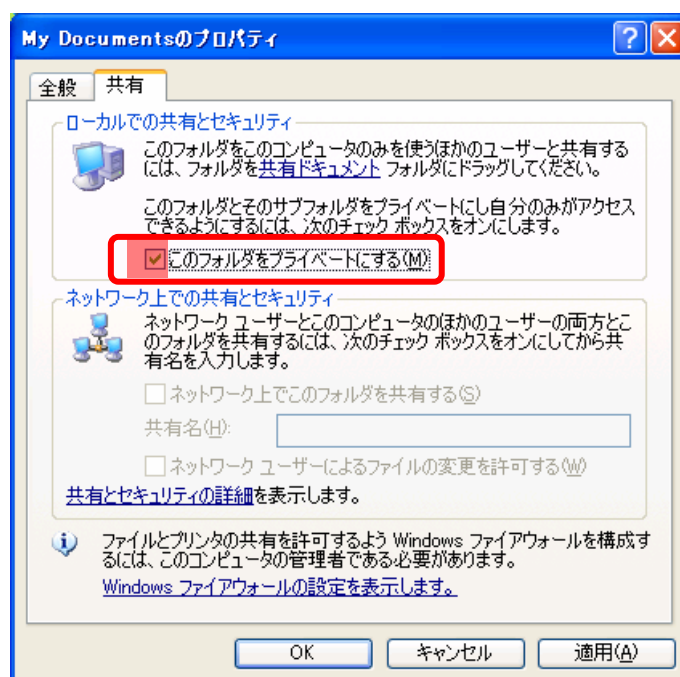 My Documentsのプロパティ
全般
共有
ローカルでの共有とセキュリティ
このフォルダをこのコンピュータのみを使うほかのユーザーと共有する
には、フォルダを共有ドキュメント フォルダにドラッグしてください。
このフォルダとそのサブフォルダをプライベートにし自分のみがアクセス
できるようにするには、次のチェック ボックスをオンにします。
このフォルダをプライベートにする(M)
ネットワーク上での共有とセキュリティ
ネットワーク ユーザーとこのコンピュータのほかのユーザーの両方とこ
のフォルダを共有するには、次のチェック ボックスをオンにしてから共
有名を入力します。
ネットワーク上でこのフォルダを共有する(S)
共有名(H):
ネットワーク ユーザーによるファイルの変更を許可する(W)
共有とセキュリティの詳細を表示します。
ファイルとプリンタの共有を許可するよう Windows ファイアウォールを構成す
るには、このコンピュータの管理者である必要があります。
Windows ファイアウォールの設定を表示します。
OK
キャンセル
適用(A)